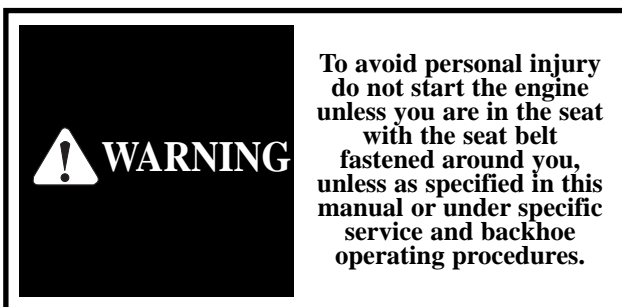 WARNING
To avoid personal injury
do not start the engine
unless you are in the seat
with the seat belt
fastened around you,
unless as specified in this
manual or under specific
service and backhoe
operating procedures.